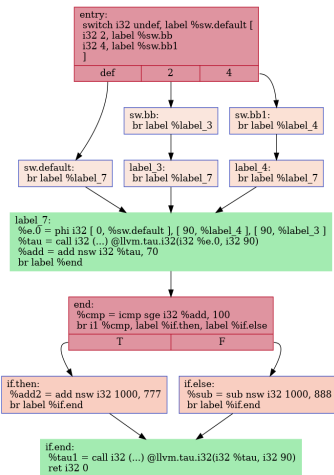 entry:
switch i32 undef, label %sw.default [
i32 2, label %sw.bb
i32 4, label %sw.bb1
]
def 2 4
sw.bb:
br label %label_3
sw.bb1:
br label %label_4
sw.default:
br label %label_7
label_3:
br label %label_7
label_4:
br label %label_7
label_7:
%e.0 = phi i32 [ 0, %sw.default ], [ 90, %label_4 ], [ 90, %label_3 ]
%tau = call i32 (...) @llvm.tau.i32(i32 %e.0, i32 90)
%add = add nsw i32 %tau, 70
br label %end
end:
%cmp = icmp sge i32 %add, 100
br i1 %cmp, label %if.then, label %if.else
T F
if.then:
%add2 = add nsw i32 1000, 777
br label %if.end
if.else:
%sub = sub nsw i32 1000, 888
br label %if.end
if.end:
%tau1 = call i32 (...) @llvm.tau.i32(i32 %tau, i32 90)
ret i32 0